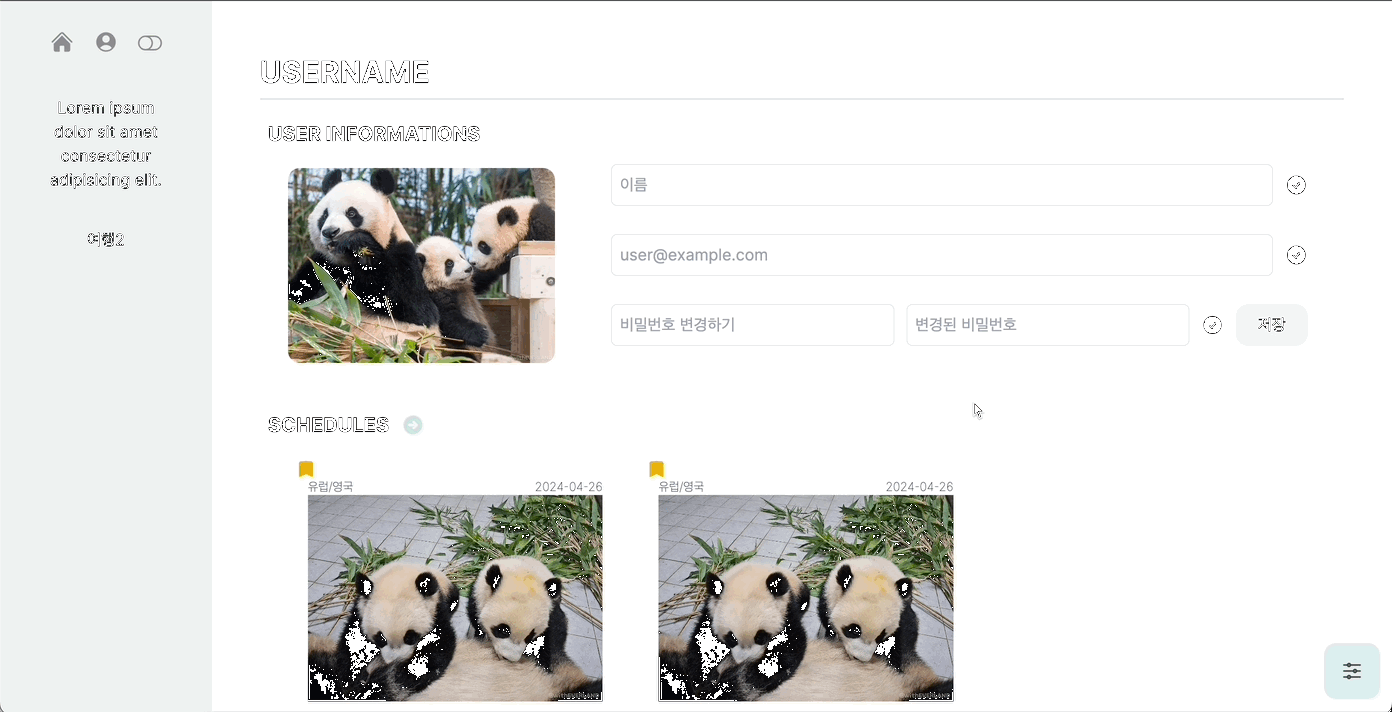 Lorem ipsum
dolor sit amet
consectetur
adipisicing elit.
여행2
USERNAME
USER INFORMATIONS
이름
user@example.com
비밀번호 변경하기
변경된 비밀번호
저장
SCHEDULES
유럽/영국
2024-04-26
유럽/영국
2024-04-26